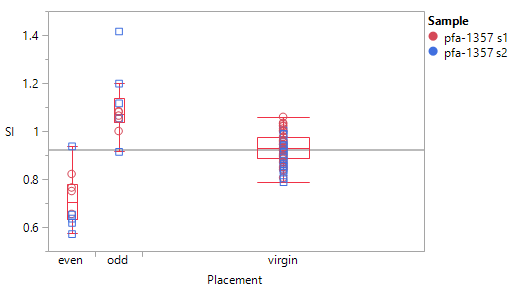 Sample
pfa-1357 s1
pfa-1357 s2
1.4
1.2
1
0.8
0.6
SI
even
odd
virgin
Placement